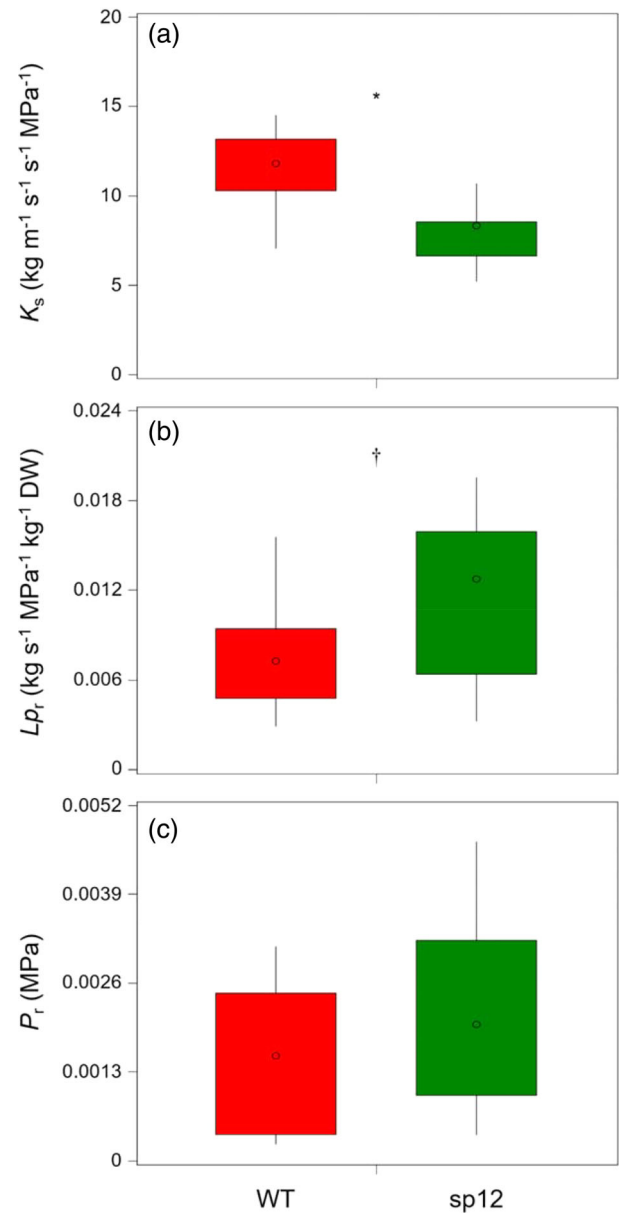 (a)
20
15
10
5
0
Ks (kg m-1 s-1 s-1 MPa-1)
*
(b)
0.024
0.018
0.012
0.006
0
Lpr (kg s-1 MPa-1 kg-1 DW)
†
(c)
0.0052
0.0039
0.0026
0.0013
0
Pr (MPa)
WT sp12